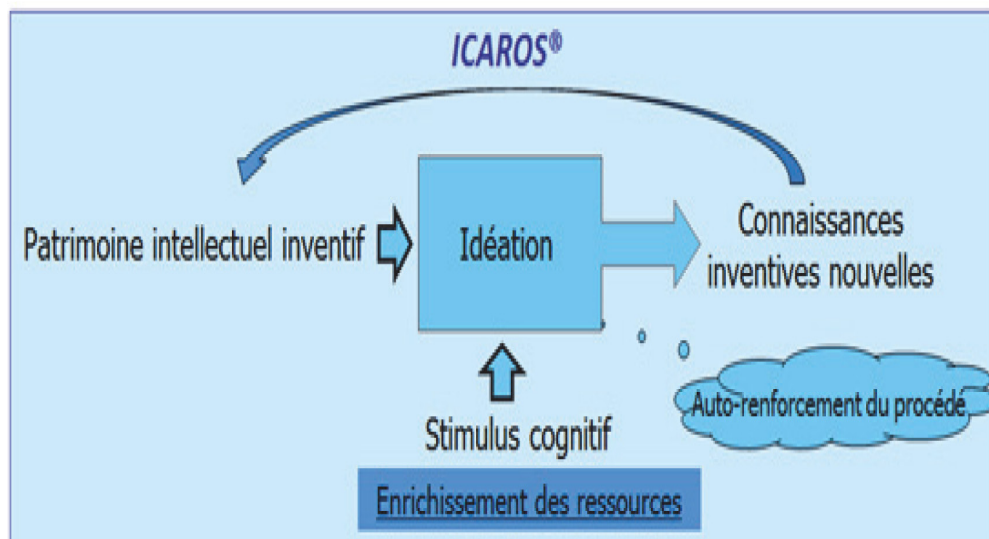 ICAROS®
Patrimoine intellectuel inventif
Idéation
Connaissances
inventives nouvelles
Auto-renforcement du procédé
Stimulus cognitif
Enrichissement des ressources